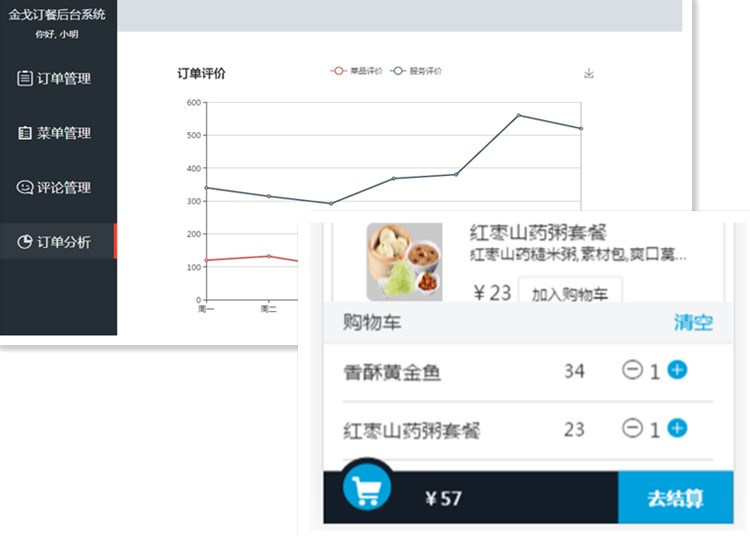 金戈订餐后台系统
你好, 小明
订单管理
菜单管理
评论管理
订单分析
订单评价
菜品评价
服务评价
600
500
400
300
200
100
0
周一
周二
红枣山药粥套餐
红枣山药糙米粥,素材包,爽口莴...
¥ 23
加入购物车
购物车
清空
香酥黄金鱼
34
1
红枣山药粥套餐
23
1
¥ 57
去结算